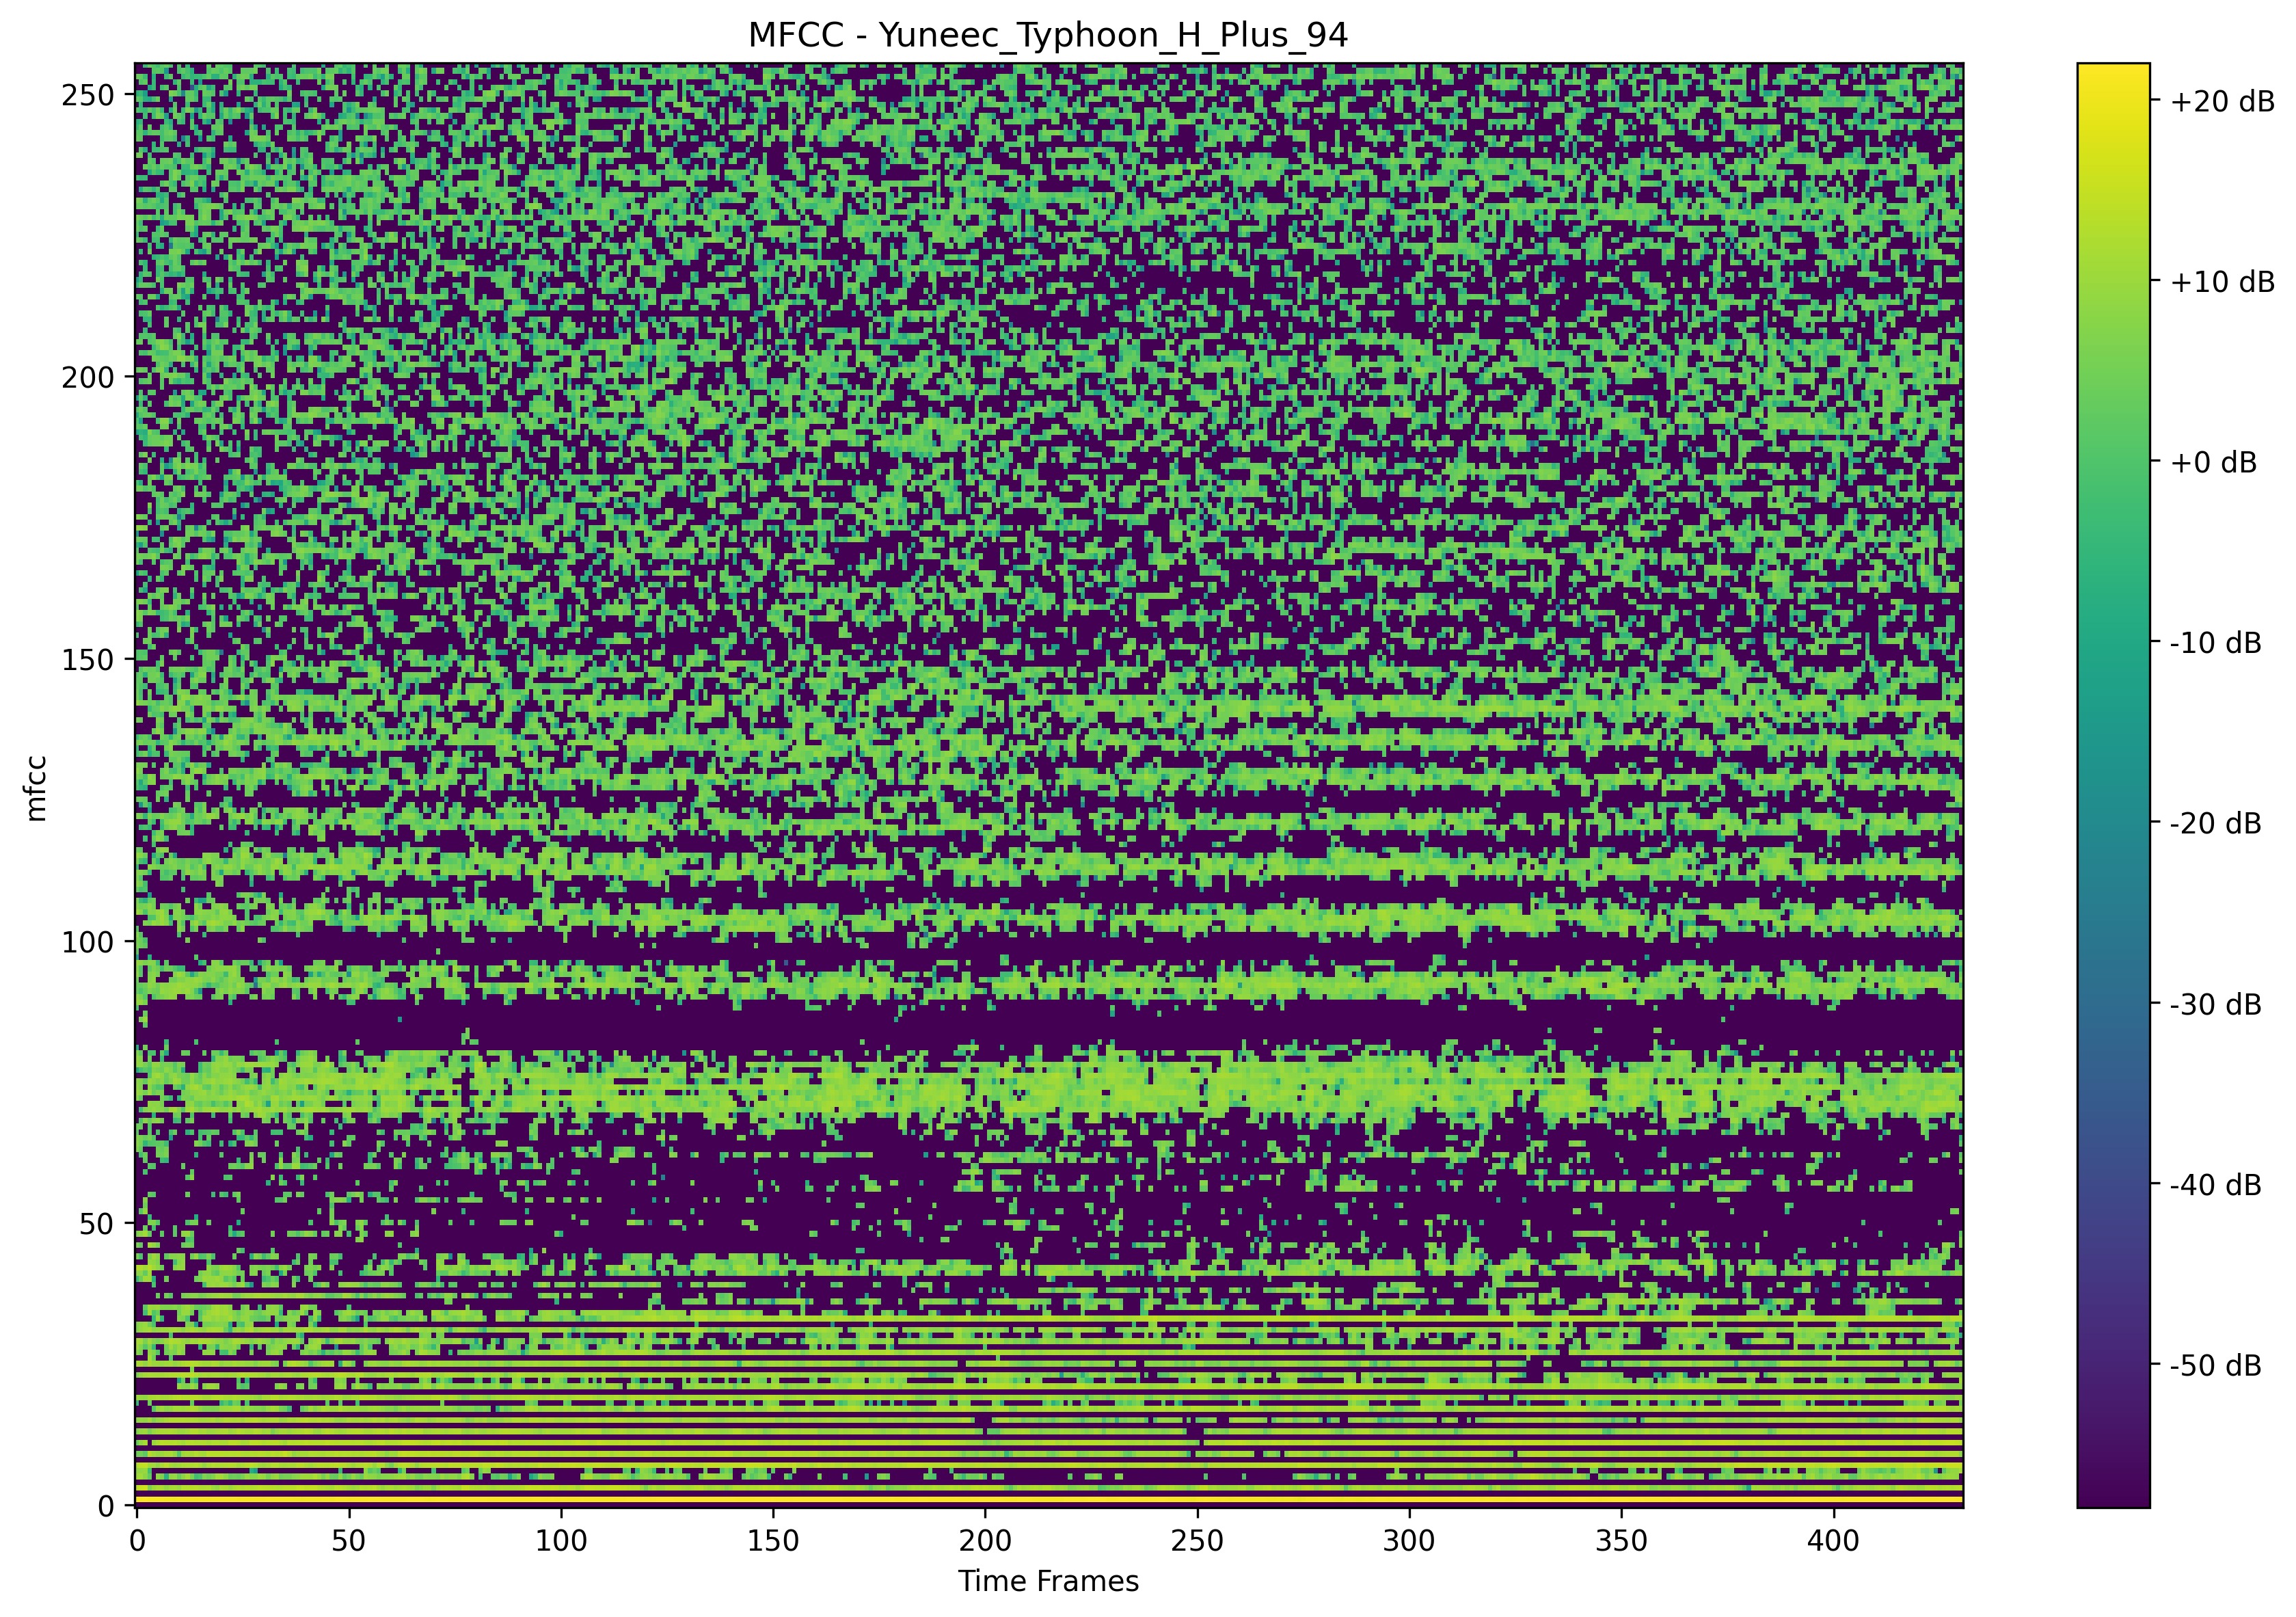 MFCC - Yuneec_Typhoon_H_Plus_94
250
200
150
100
50
0
mfcc
0 50 100 150 200 250 300 350 400
Time Frames
+20 dB
+10 dB
+0 dB
-10 dB
-20 dB
-30 dB
-40 dB
-50 dB